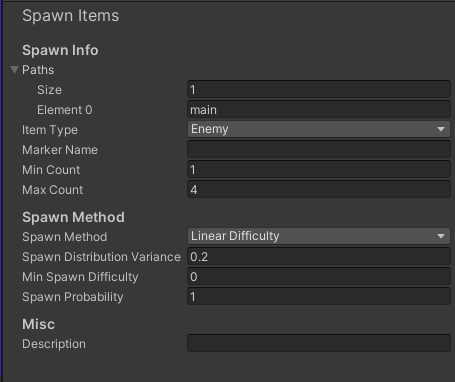 Spawn Items
Spawn Info
Paths
Size 1
Element 0 main
Item Type Enemy
Marker Name
Min Count 1
Max Count 4
Spawn Method
Spawn Method Linear Difficulty
Spawn Distribution Variance 0.2
Min Spawn Difficulty 0
Spawn Probability 1
Misc
Description